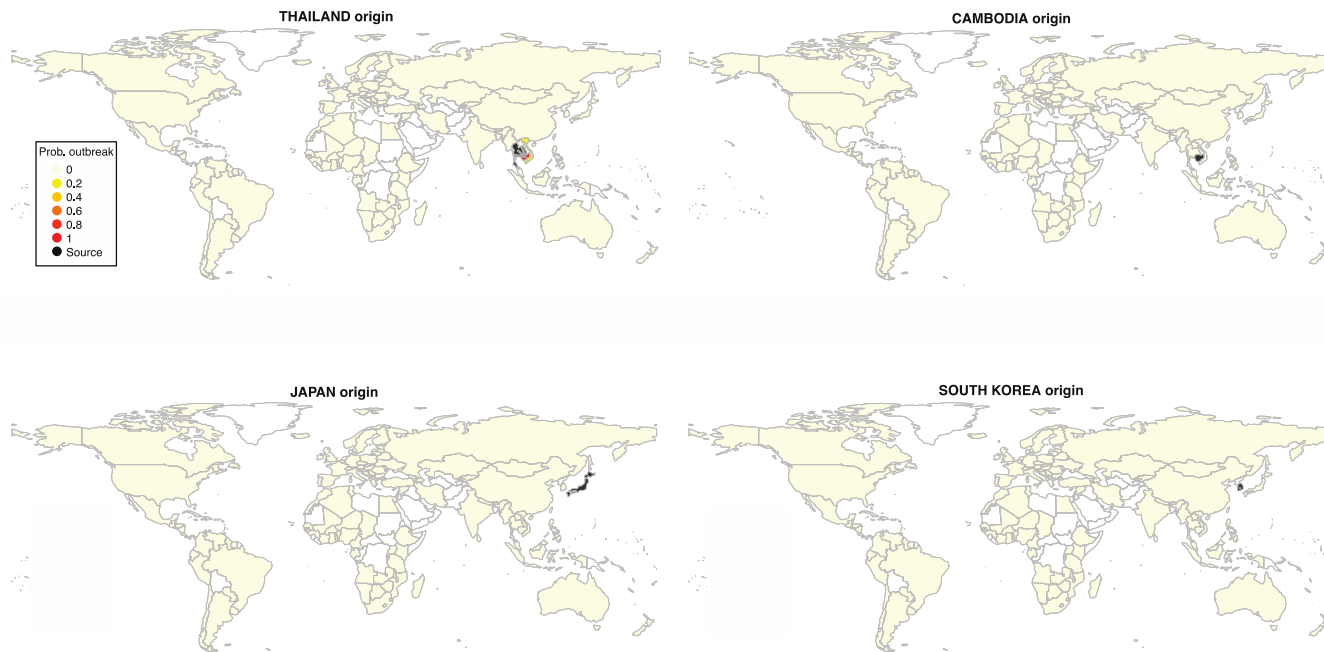 THAILAND origin
CAMBODIA origin
Prob. outbreak
0
0.2
0.4
0.6
0.8
1
Source
JAPAN origin
SOUTH KOREA origin